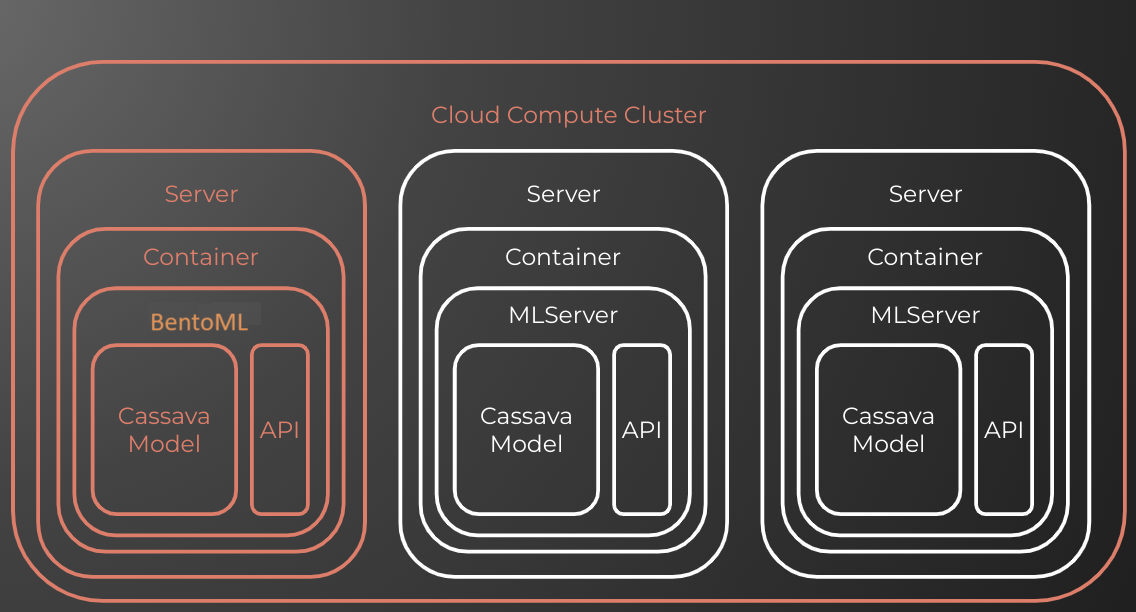 Cloud Compute Cluster
Server
Container
BentoML
Cassava
Model
API
Server
Container
MLServer
Cassava
Model
API
Server
Container
MLServer
Cassava
Model
API